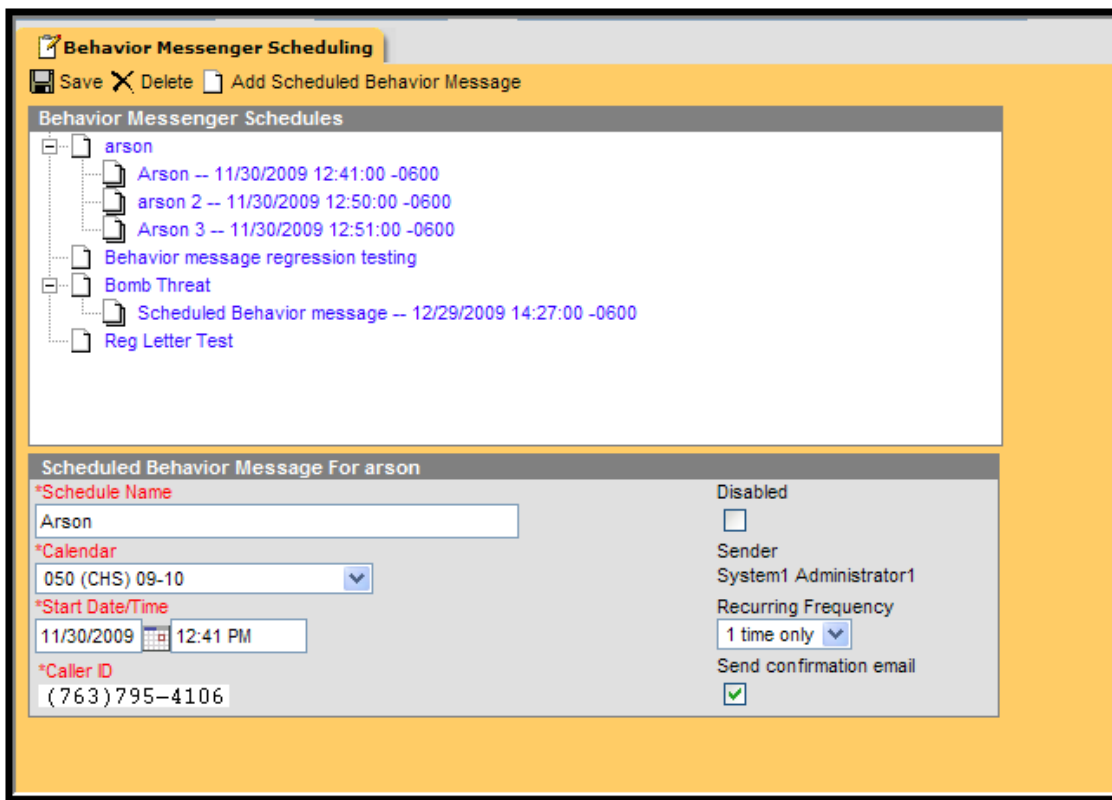 Behavior Messenger Scheduling
Save Delete Add Scheduled Behavior Message
Behavior Messenger Schedules
arson
Arson -- 11/30/2009 12:41:00 -0600
arson 2 -- 11/30/2009 12:50:00 -0600
Arson 3 -- 11/30/2009 12:51:00 -0600
Behavior message regression testing
Bomb Threat
Scheduled Behavior message -- 12/29/2009 14:27:00 -0600
Reg Letter Test
Scheduled Behavior Message For arson
*Schedule Name Disabled
Arson
*Calendar Sender
050 (CHS) 09-10 System1 Administrator1
*Start Date/Time Recurring Frequency
11/30/2009 12:41 PM 1 time only
*Caller ID Send confirmation email
(763)795-4106